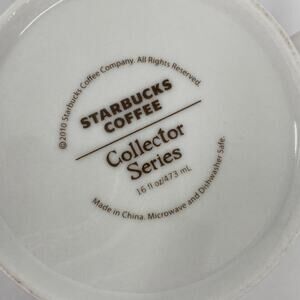 ©2010 Starbucks Coffee Company. All Rights Reserved.
STARBUCKS
COFFEE
Collector
Series
16 fl oz/473 mL
Made in China. Microwave and Dishwasher Safe.